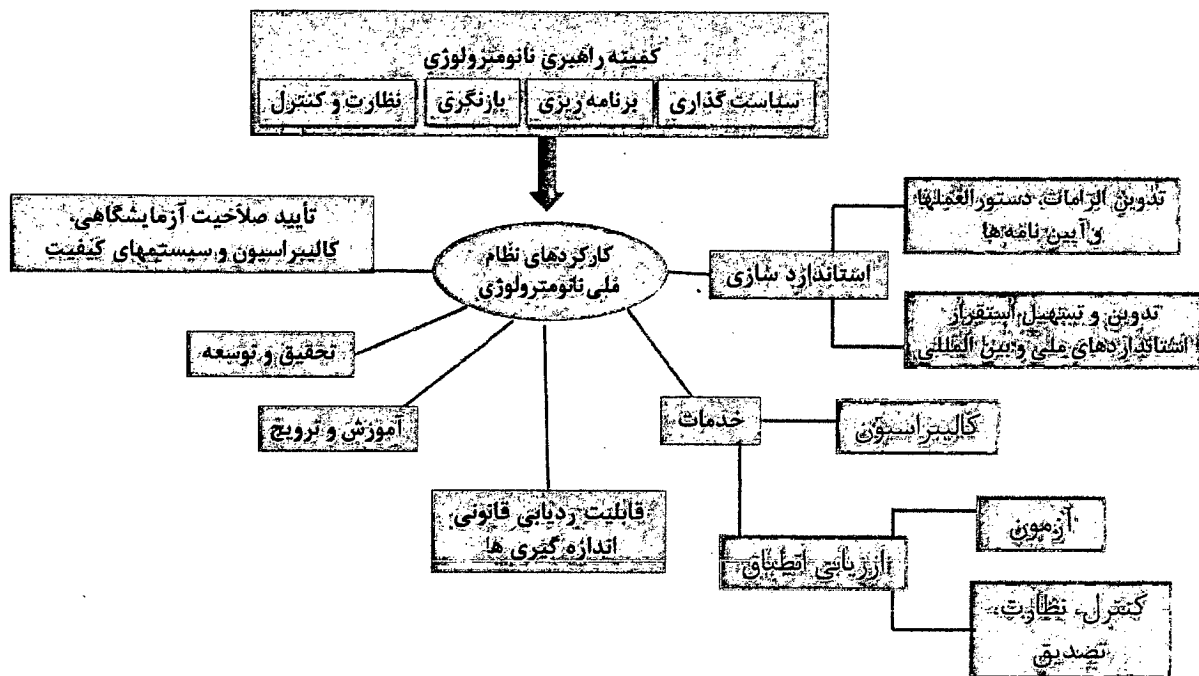 کمیته راهبری نانومترولوژی
سیاست گذاری
برنامه ریزی
بازنگری
نظارت و کنترل
کارکردهای نظام
ملی نانومترولوژی
تدوین الزامات، دستورالعملها
و آیین نامه ها
استاندارد سازی
تدوین و تسهیل استقرار
استانداردهای ملی و بین المللی
تأیید صلاحیت آزمایشگاهی،
کالیبراسیون و سیستمهای کیفیت
تحقیق و توسعه
آموزش و ترویج
قابلیت ردیابی قانونی
اندازه گیری ها
خدمات
کالیبراسیون
ارزیابی انطباق
آزمون
کنترل، نظارت،
تصدیق